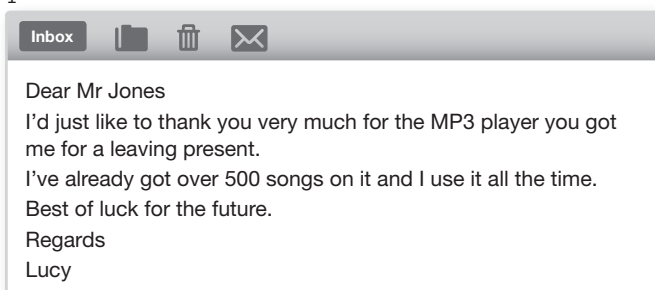 Inbox
Dear Mr Jones
I'd just like to thank you very much for the MP3 player you got
me for a leaving present.
I've already got over 500 songs on it and I use it all the time.
Best of luck for the future.
Regards
Lucy